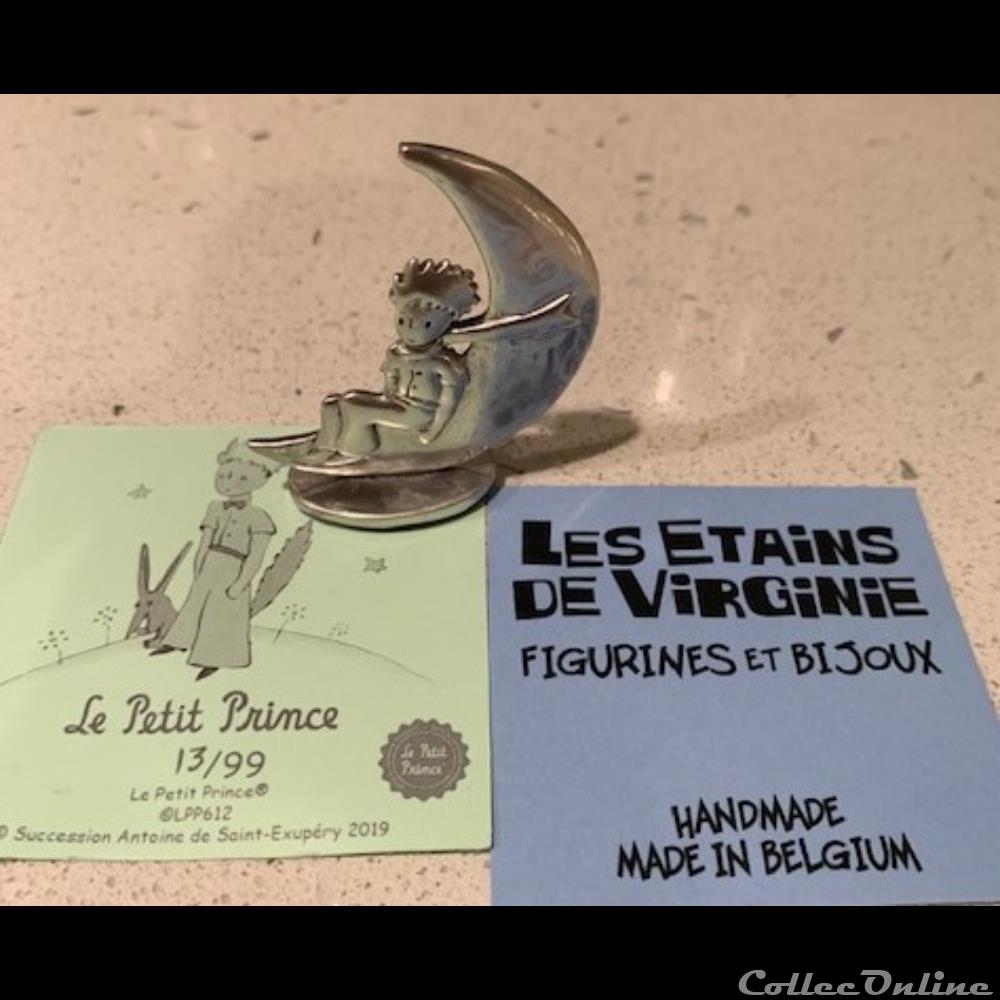 Le Petit Prince
13/99
Le Petit Prince®
©LPP612
© Succession Antoine de Saint-Exupéry 2019
Le Petit
Prince
LES ETAiNS
DE ViRGiNiE
FIGURINES ET BIJOUX
HANDMADE
MADE IN BELGIUM
CollecOnline